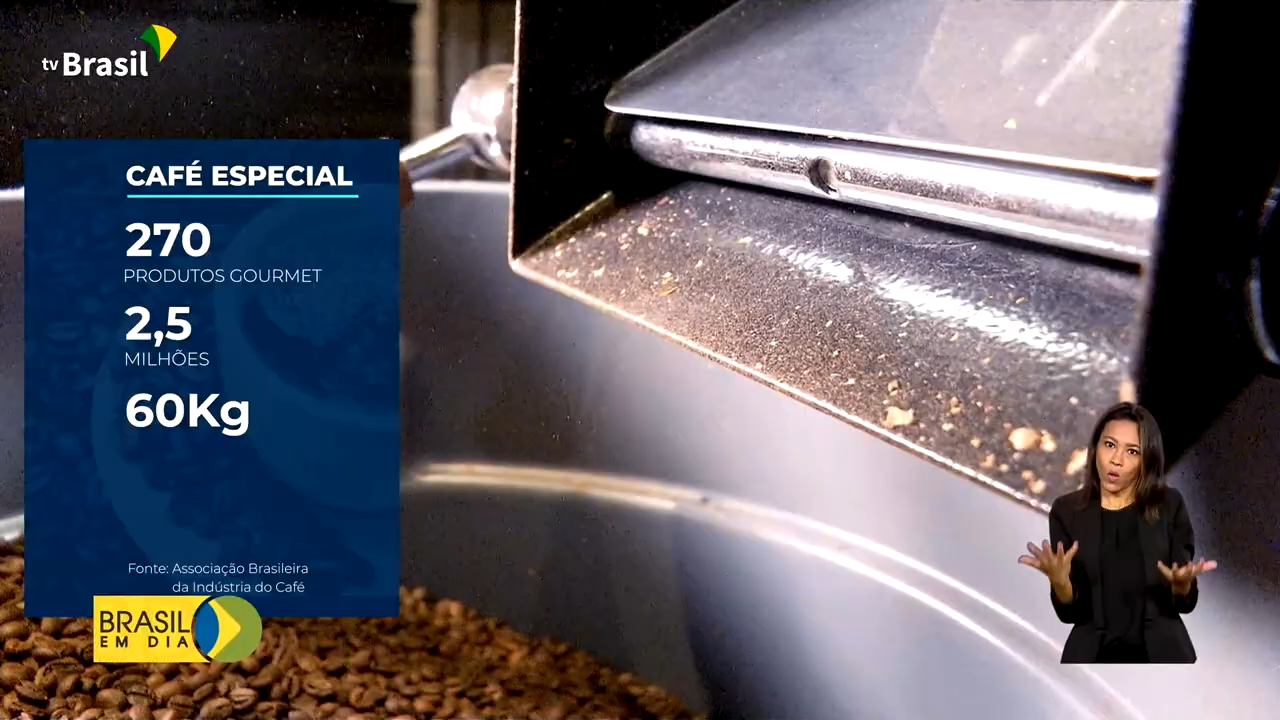 tv Brasil
CAFÉ ESPECIAL
270
PRODUTOS GOURMET
2,5
MILHÕES
60Kg
Fonte: Associação Brasileira
da Indústria do Café
BRASIL
EM DIA